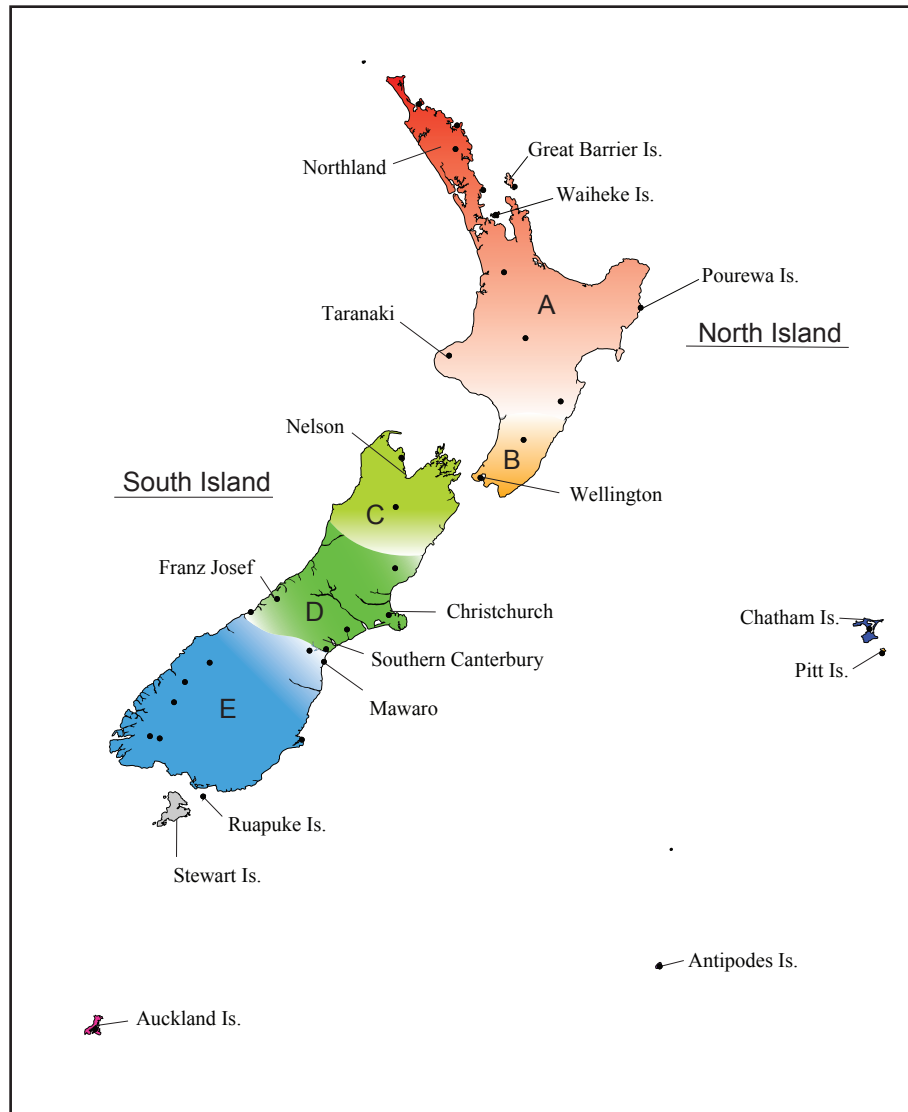 Great Barrier Is.
Northland
Waiheke Is.
A
Pourewa Is.
Taranaki
North Island
Nelson
B
South Island
Wellington
C
Franz Josef
D
Christchurch
Chatham Is.
Southern Canterbury
Pitt Is.
Mawaro
E
Ruapuke Is.
Stewart Is.
Antipodes Is.
Auckland Is.